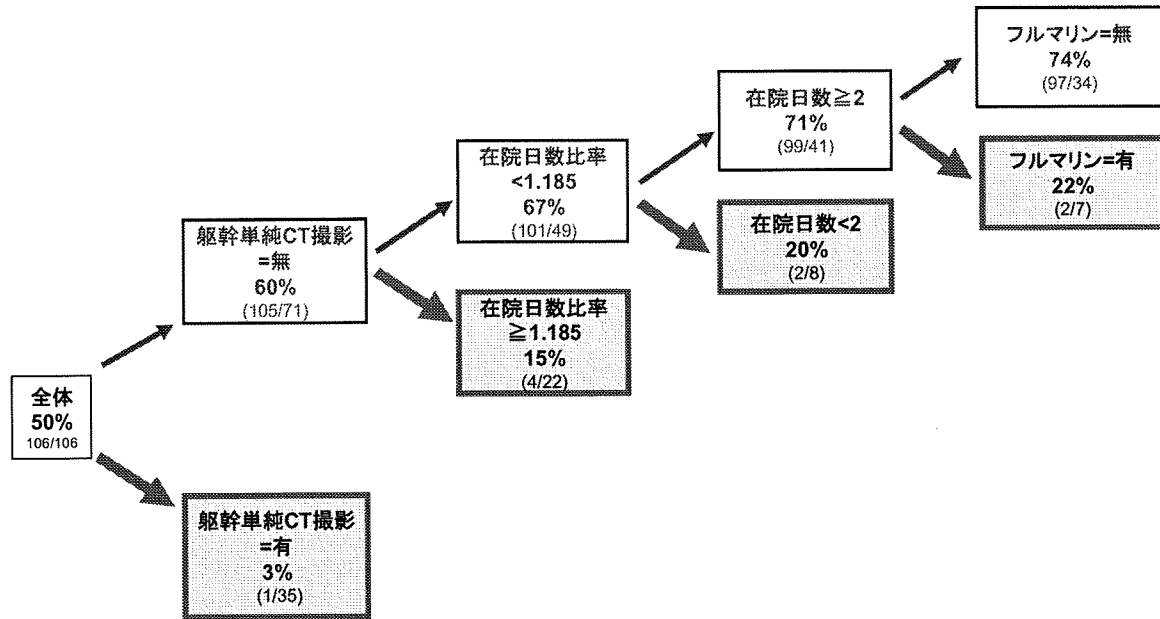 全体
50%
106/106
躯幹単純CT撮影
=無
60%
(105/71)
躯幹単純CT撮影
=有
3%
(1/35)
在院日数比率
<1.185
67%
(101/49)
在院日数比率
≧1.185
15%
(4/22)
在院日数≧2
71%
(99/41)
在院日数<2
20%
(2/8)
フルマリン=無
74%
(97/34)
フルマリン=有
22%
(2/7)